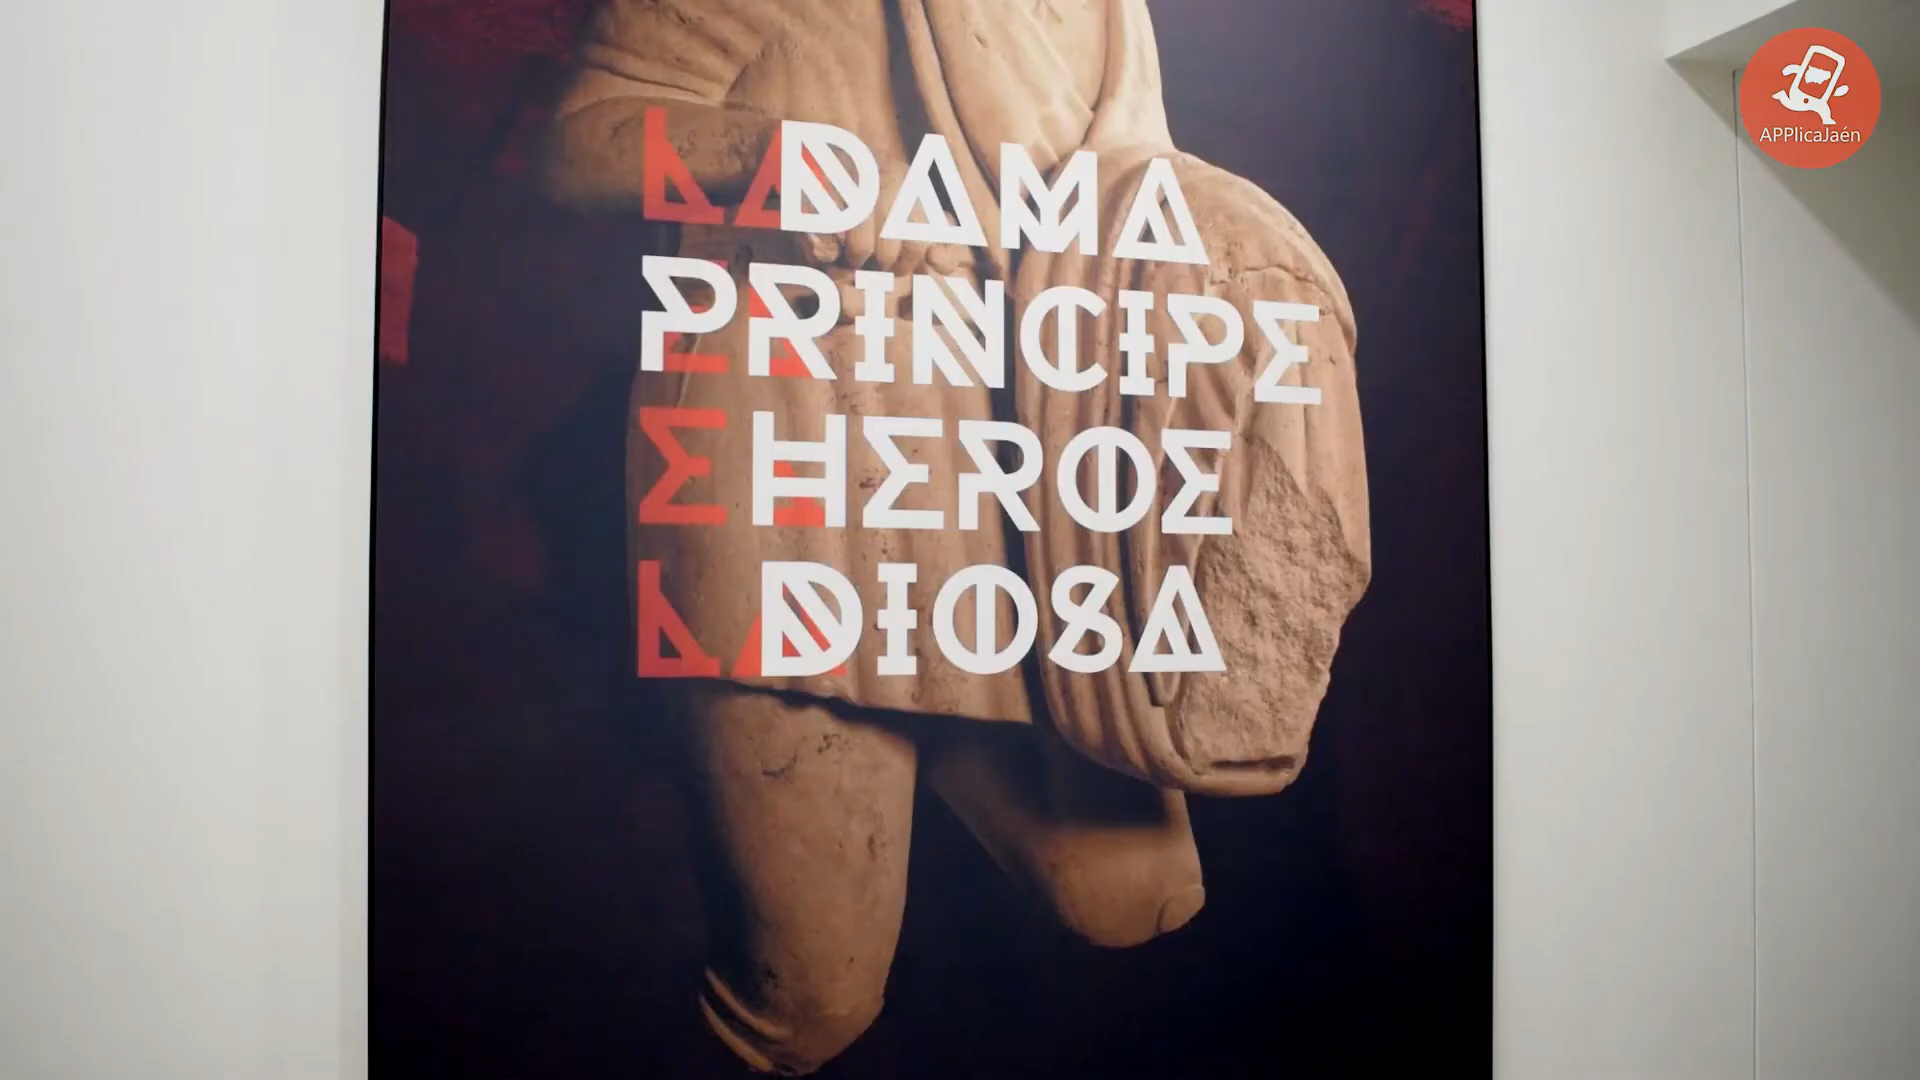 LA DAMA
EL PRINCIPE
EL HEROE
LA DIOSA
APPlicaJaén